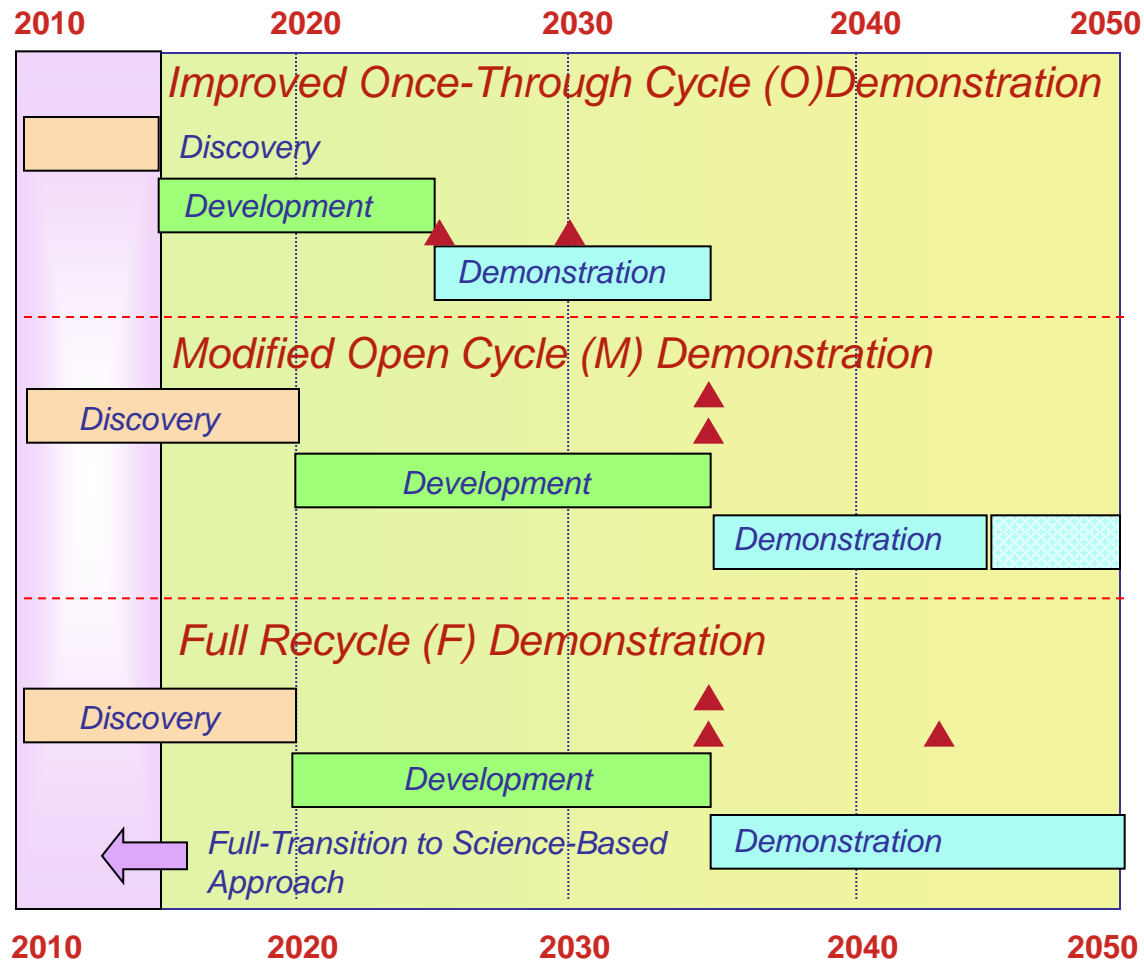 2010 2020 2030 2040 2050
Improved Once-Through Cycle (O)Demonstration
Discovery
Development
Demonstration
Modified Open Cycle (M) Demonstration
Discovery
Development
Demonstration
Full Recycle (F) Demonstration
Discovery
Development
Demonstration
Full-Transition to Science-Based
Approach
2010 2020 2030 2040 2050